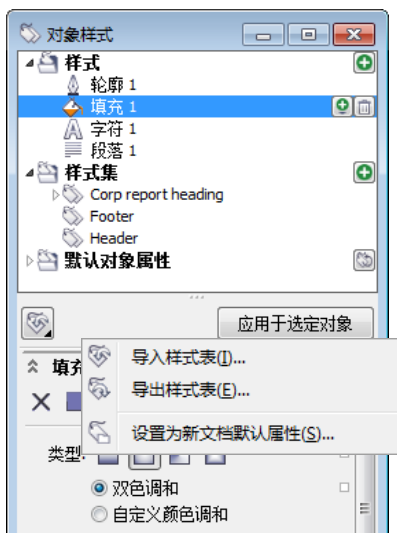 对象样式
样式
轮廓 1
填充 1
字符 1
段落 1
样式集
Corp report heading
Footer
Header
默认对象属性
应用于选定对象
填充
导入样式表(I)...
导出样式表(E)...
设置为新文档默认属性(S)...
类型:
双色调和
自定义颜色调和